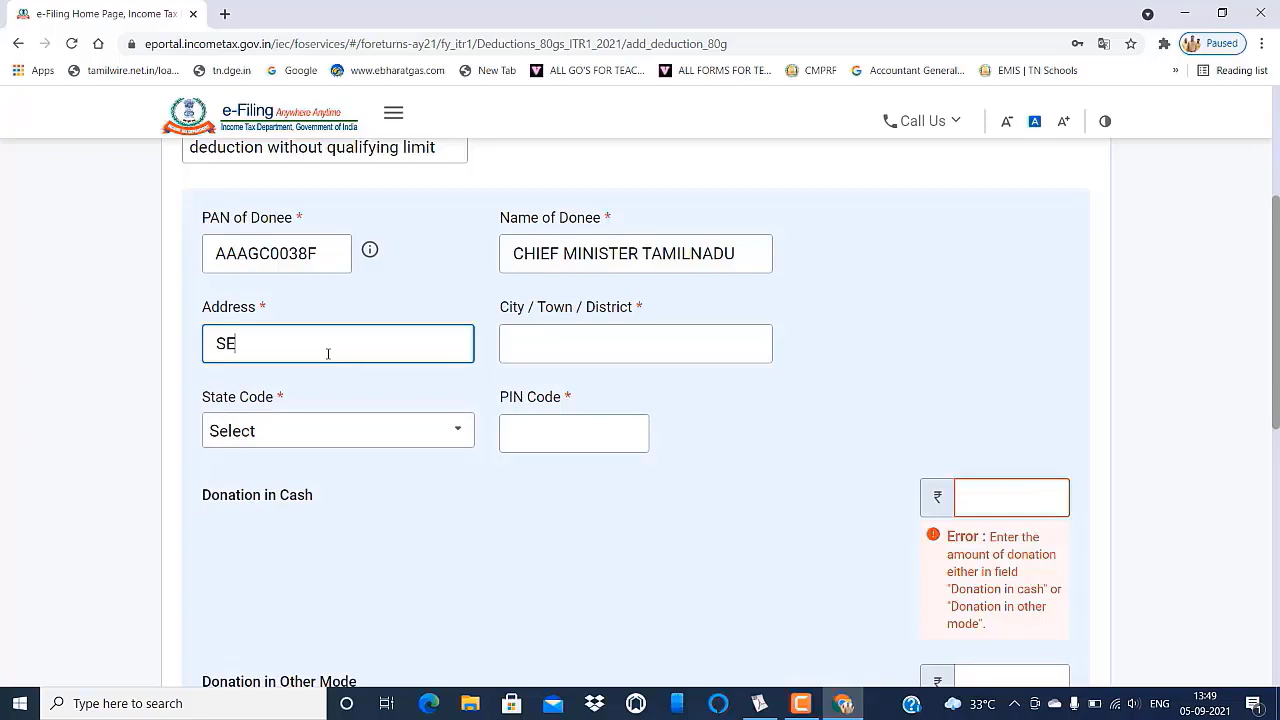 e-Filing Home Page, Income Tax
eportal.incometax.gov.in/iec/foservices/#/foreturns-ay21/fy_itr1/Deductions_80gs_ITR1_2021/add_deduction_80g
Paused
Apps
tamilwire.net/in/loa...
tn.dge.in
Google
www.ebharatgas.com
New Tab
ALL GO'S FOR TEAC...
ALL FORMS FOR TE...
CMPRF
Accountant General...
EMIS | TN Schools
»
Reading list
e-Filing Anywhere Anytime
Income Tax Department, Government of India
Call Us
A-
A
A+
deduction without qualifying limit
PAN of Donee *
Name of Donee *
AAAGC0038F
CHIEF MINISTER TAMILNADU
Address *
City / Town / District *
SE
State Code *
PIN Code *
Select
Donation in Cash
₹
Error : Enter the
amount of donation
either in field
"Donation in cash" or
"Donation in other
mode".
Donation in Other Mode
₹
Type here to search
33°C
ENG
13:49
05-09-2021